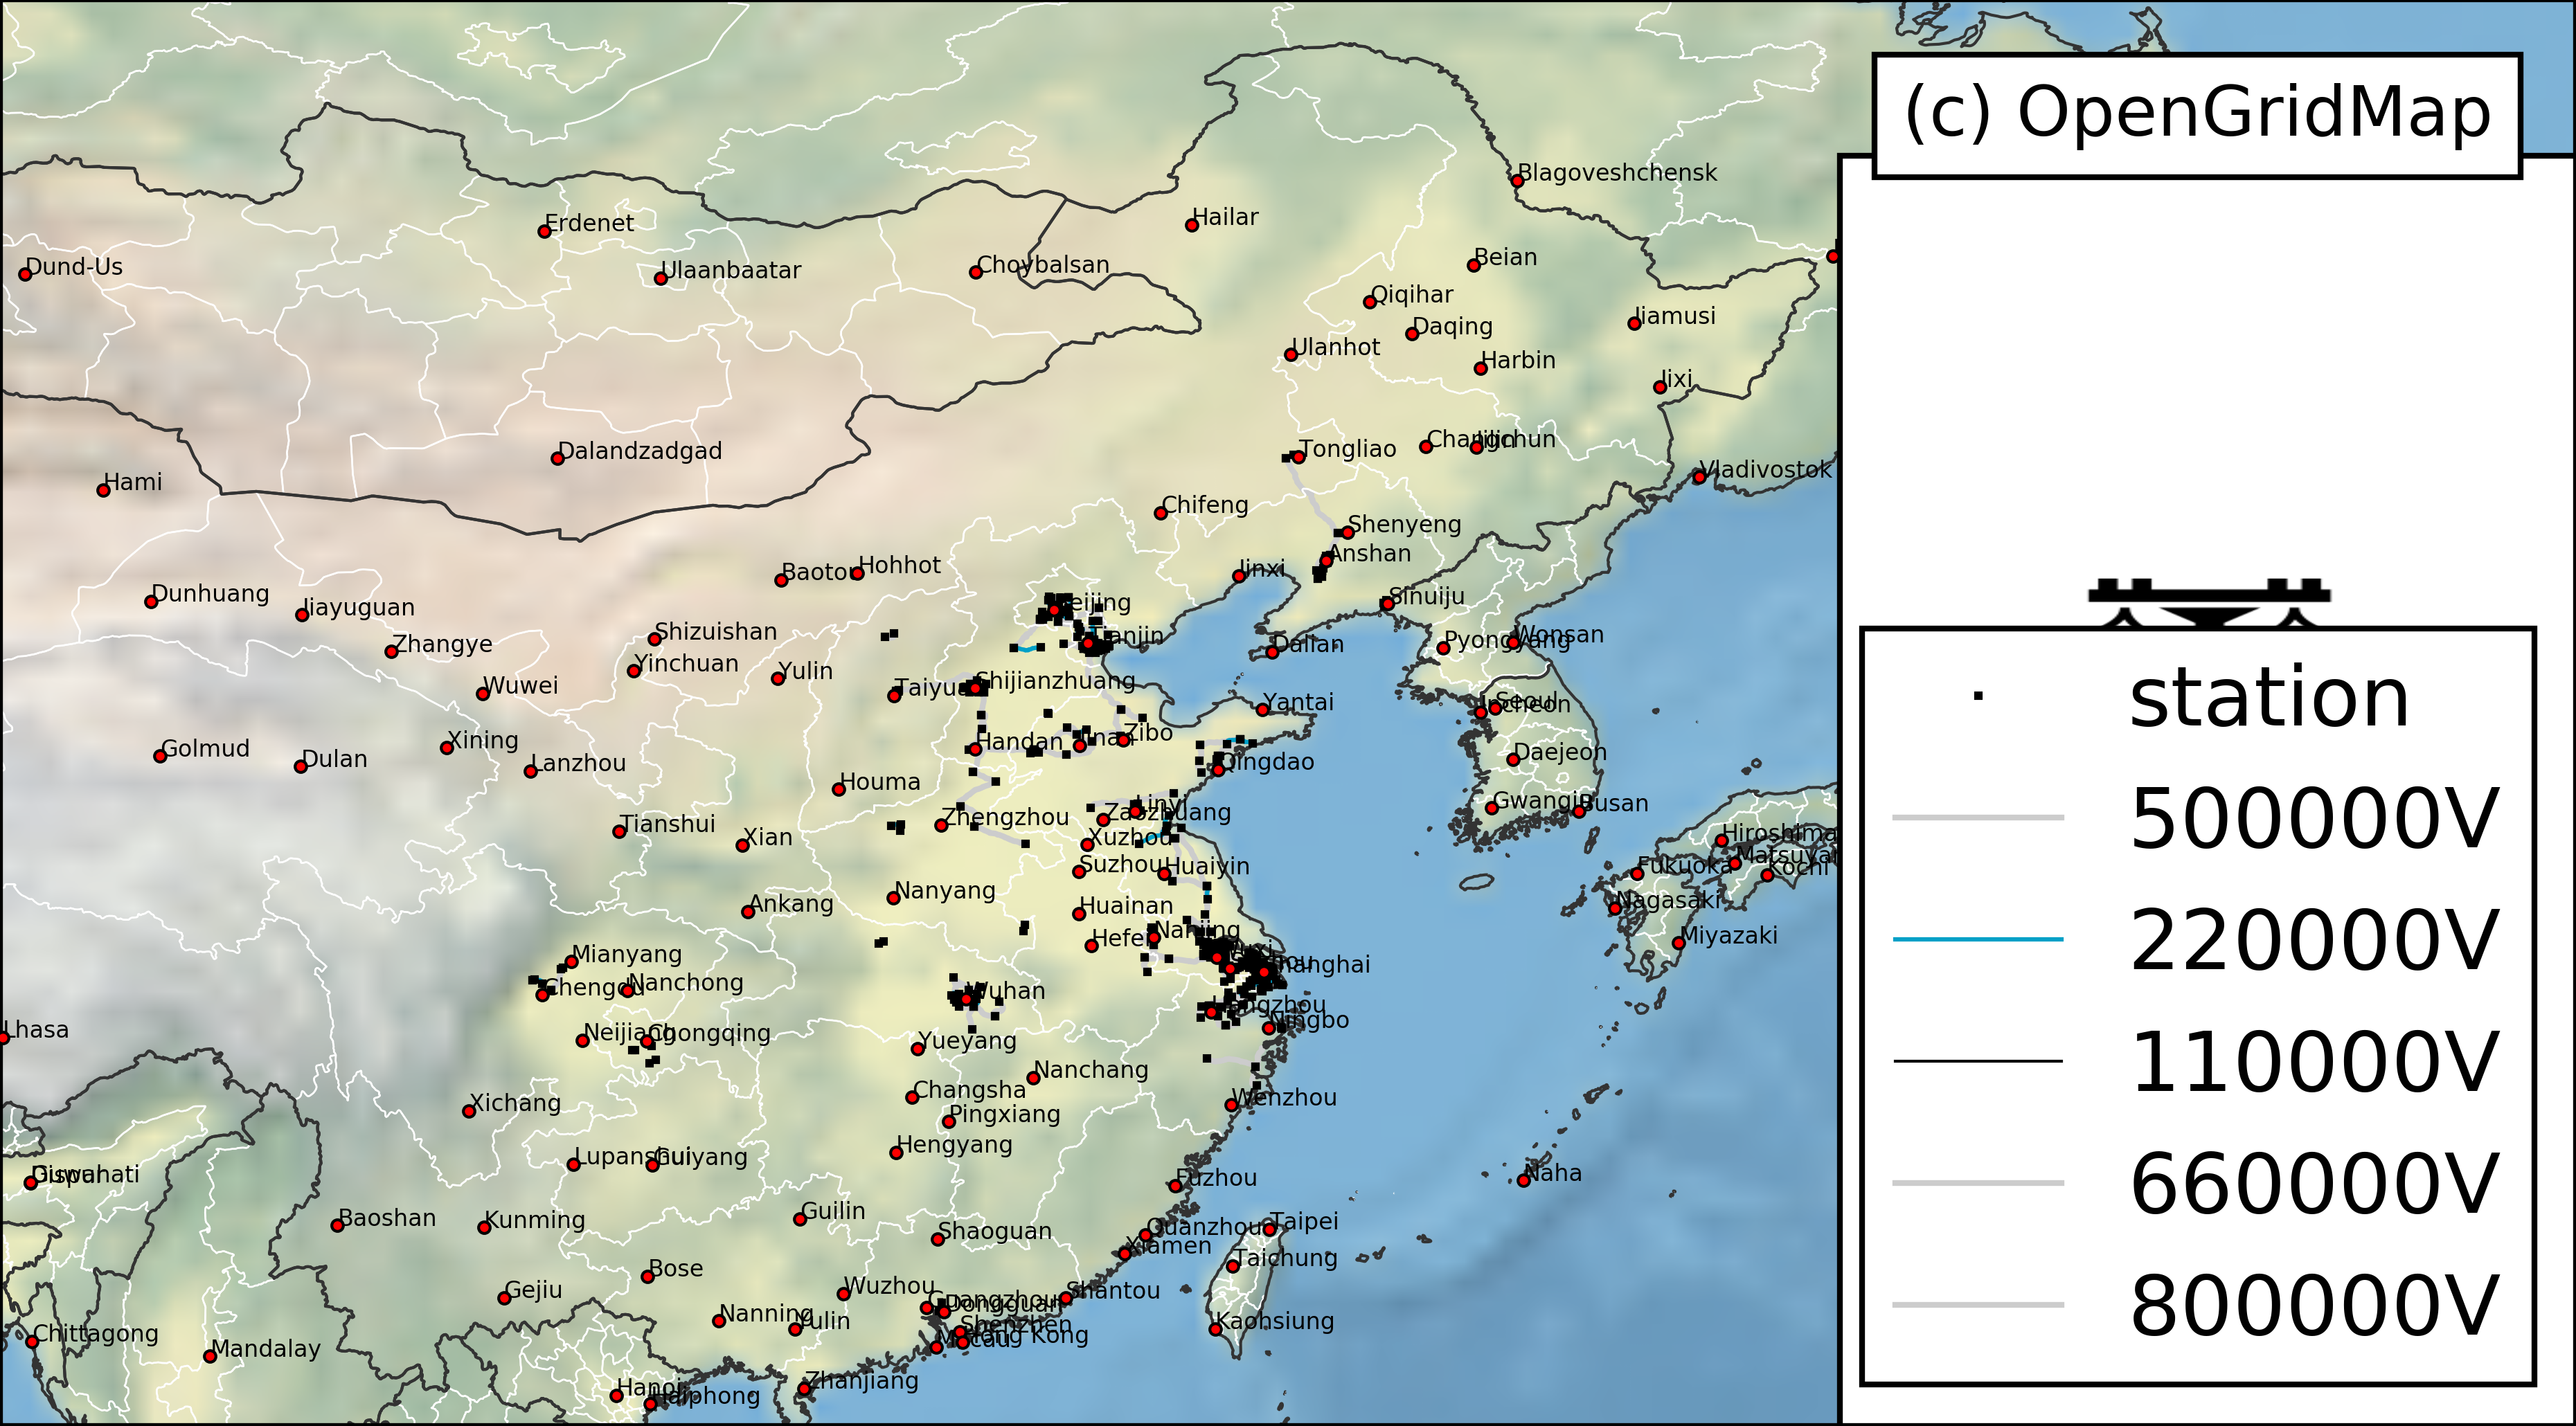 (c) OpenGridMap
Blagoveshchensk
Hailar
Erdenet
Beian
Choybalsan
Dund-Us
Ulaanbaatar
Qiqihar
Jiamusi
Daqing
Ulanhot
Harbin
Jixi
Changchun
Jilin
Tongliao
Dalandzadgad
Vladivostok
Hami
Chifeng
Shenyeng
Anshan
Jinxi
Baotou
Hohhot
Sinuiju
Dunhuang
Jiayuguan
Beijing
Shizuishan
Tianjin
Wonsan
Pyongyang
Dalian
Zhangye
Yinchuan
Yulin
Wuwei
Taiyuan
Shijianzhuang
Yantai
Seoul
Incheon
Xining
Golmud
Dulan
Lanzhou
Handan
Jinan
Zibo
Daejeon
Qingdao
Houma
Linyi
Zaozhuang
Gwangju
Busan
Tianshui
Zhengzhou
Xian
Xuzhou
Hiroshima
Matsuya
Kochi
Fukuoka
Suzhou
Huaiyin
Nanyang
Nagasaki
Ankang
Huainan
Hefei
Nanjing
Miyazaki
Mianyang
Wuxi
Shanghai
Chengdu
Nanchong
Wuhan
Hangzhou
Ningbo
Lhasa
Neijiang
Chongqing
Yueyang
Nanchang
Changsha
Wenzhou
Xichang
Pingxiang
Hengyang
Lupanshui
Guiyang
Dispur
Guwahati
Fuzhou
Naha
Baoshan
Kunming
Guilin
Shaoguan
Quanzhou
Taipei
Xiamen
Taichung
Bose
Gejiu
Wuzhou
Guangzhou
Dongguan
Shantou
Nanning
Yulin
Shenzhen
Hong Kong
Macau
Kaohsiung
Chittagong
Mandalay
Zhanjiang
Hanoi
Haiphong
station
500000V
220000V
110000V
660000V
800000V